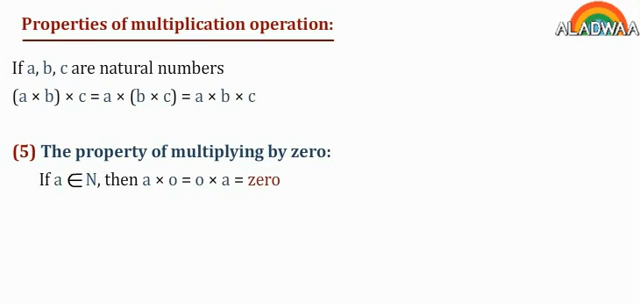 Properties of multiplication operation:
ALADWAA
If a, b, c are natural numbers
(a × b) × c = a × (b × c) = a × b × c
(5) The property of multiplying by zero:
If a ∈ N, then a × o = o × a = zero